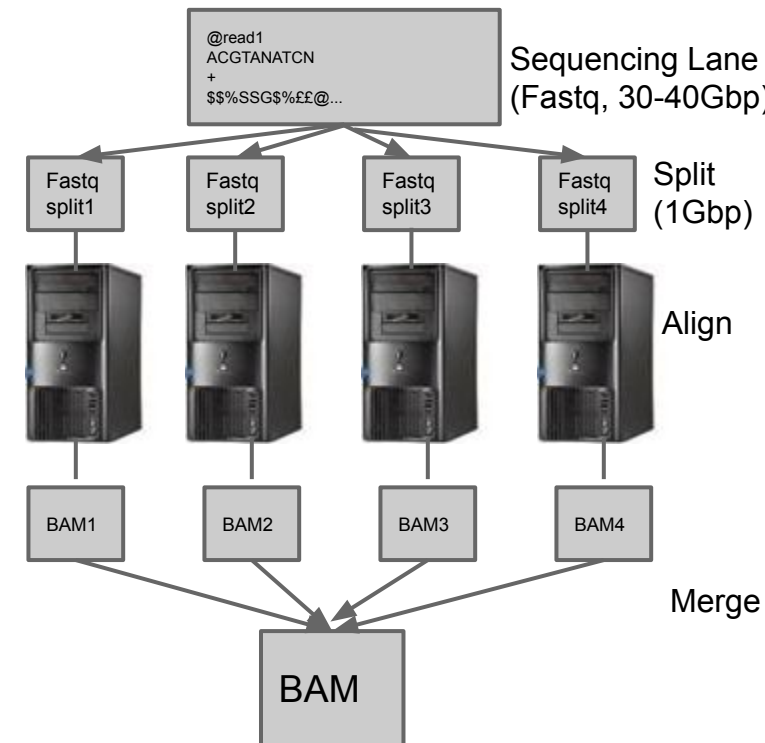 @read1
ACGTANATCN
+
$$%SSG$%££@...
Sequencing Lane
(Fastq, 30-40Gbp)
Fastq
split1
Fastq
split2
Fastq
split3
Fastq
split4
Split
(1Gbp)
Align
BAM1
BAM2
BAM3
BAM4
Merge
BAM